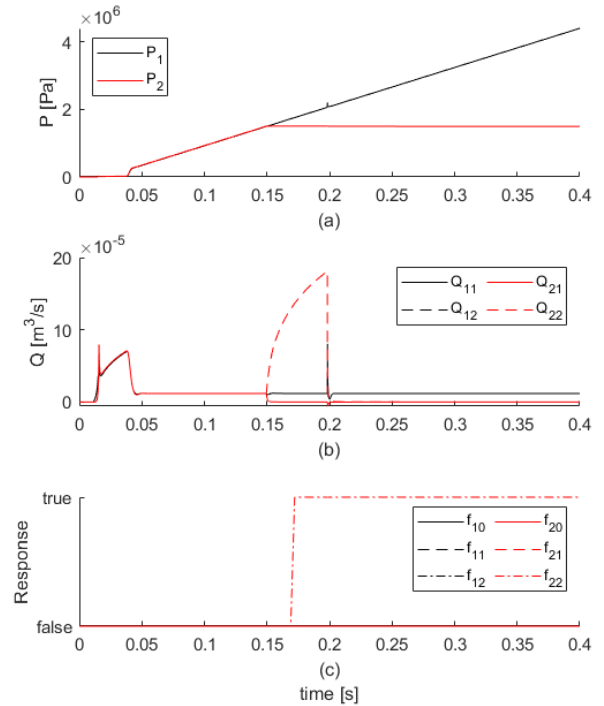 ×10⁶
4
2
0
P [Pa]
P₁
P₂
0 0.05 0.1 0.15 0.2 0.25 0.3 0.35 0.4
(a)
×10⁻⁵
20
10
0
Q [m³/s]
Q₁₁ Q₂₁
Q₁₂ Q₂₂
0 0.05 0.1 0.15 0.2 0.25 0.3 0.35 0.4
(b)
true
false
Response
f₁₀ f₂₀
f₁₁ f₂₁
f₁₂ f₂₂
0 0.05 0.1 0.15 0.2 0.25 0.3 0.35 0.4
(c)
time [s]